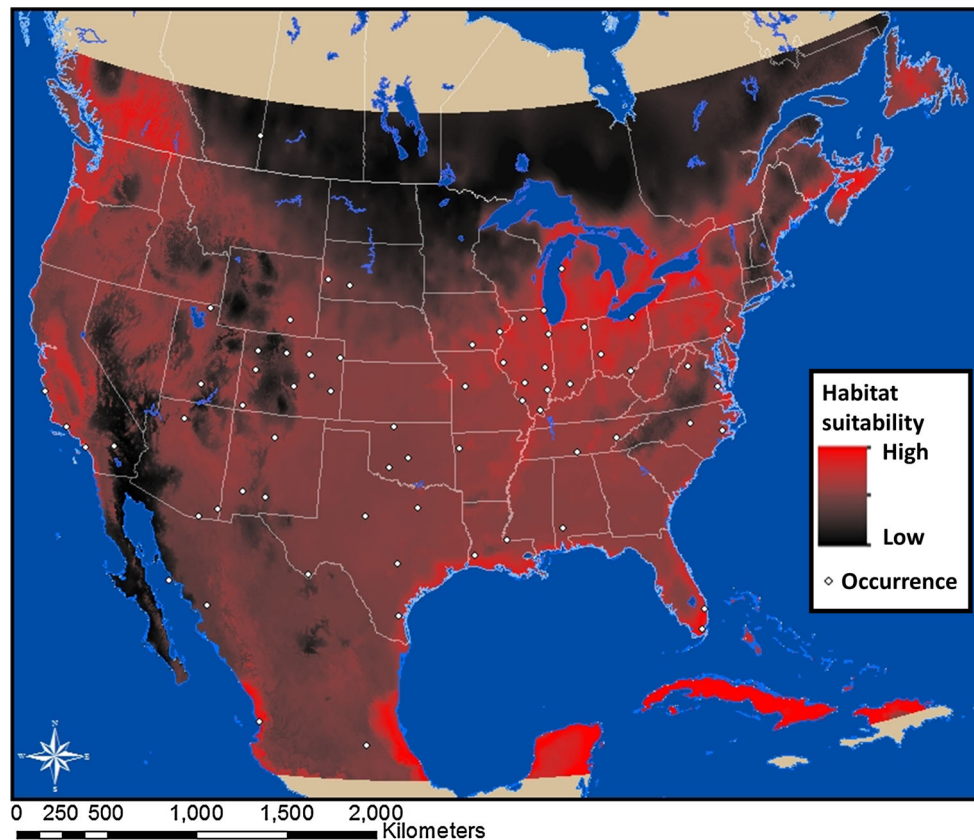 Habitat
suitability
High
Low
Occurrence
N
W E
S
0 250 500 1,000 1,500 2,000
Kilometers